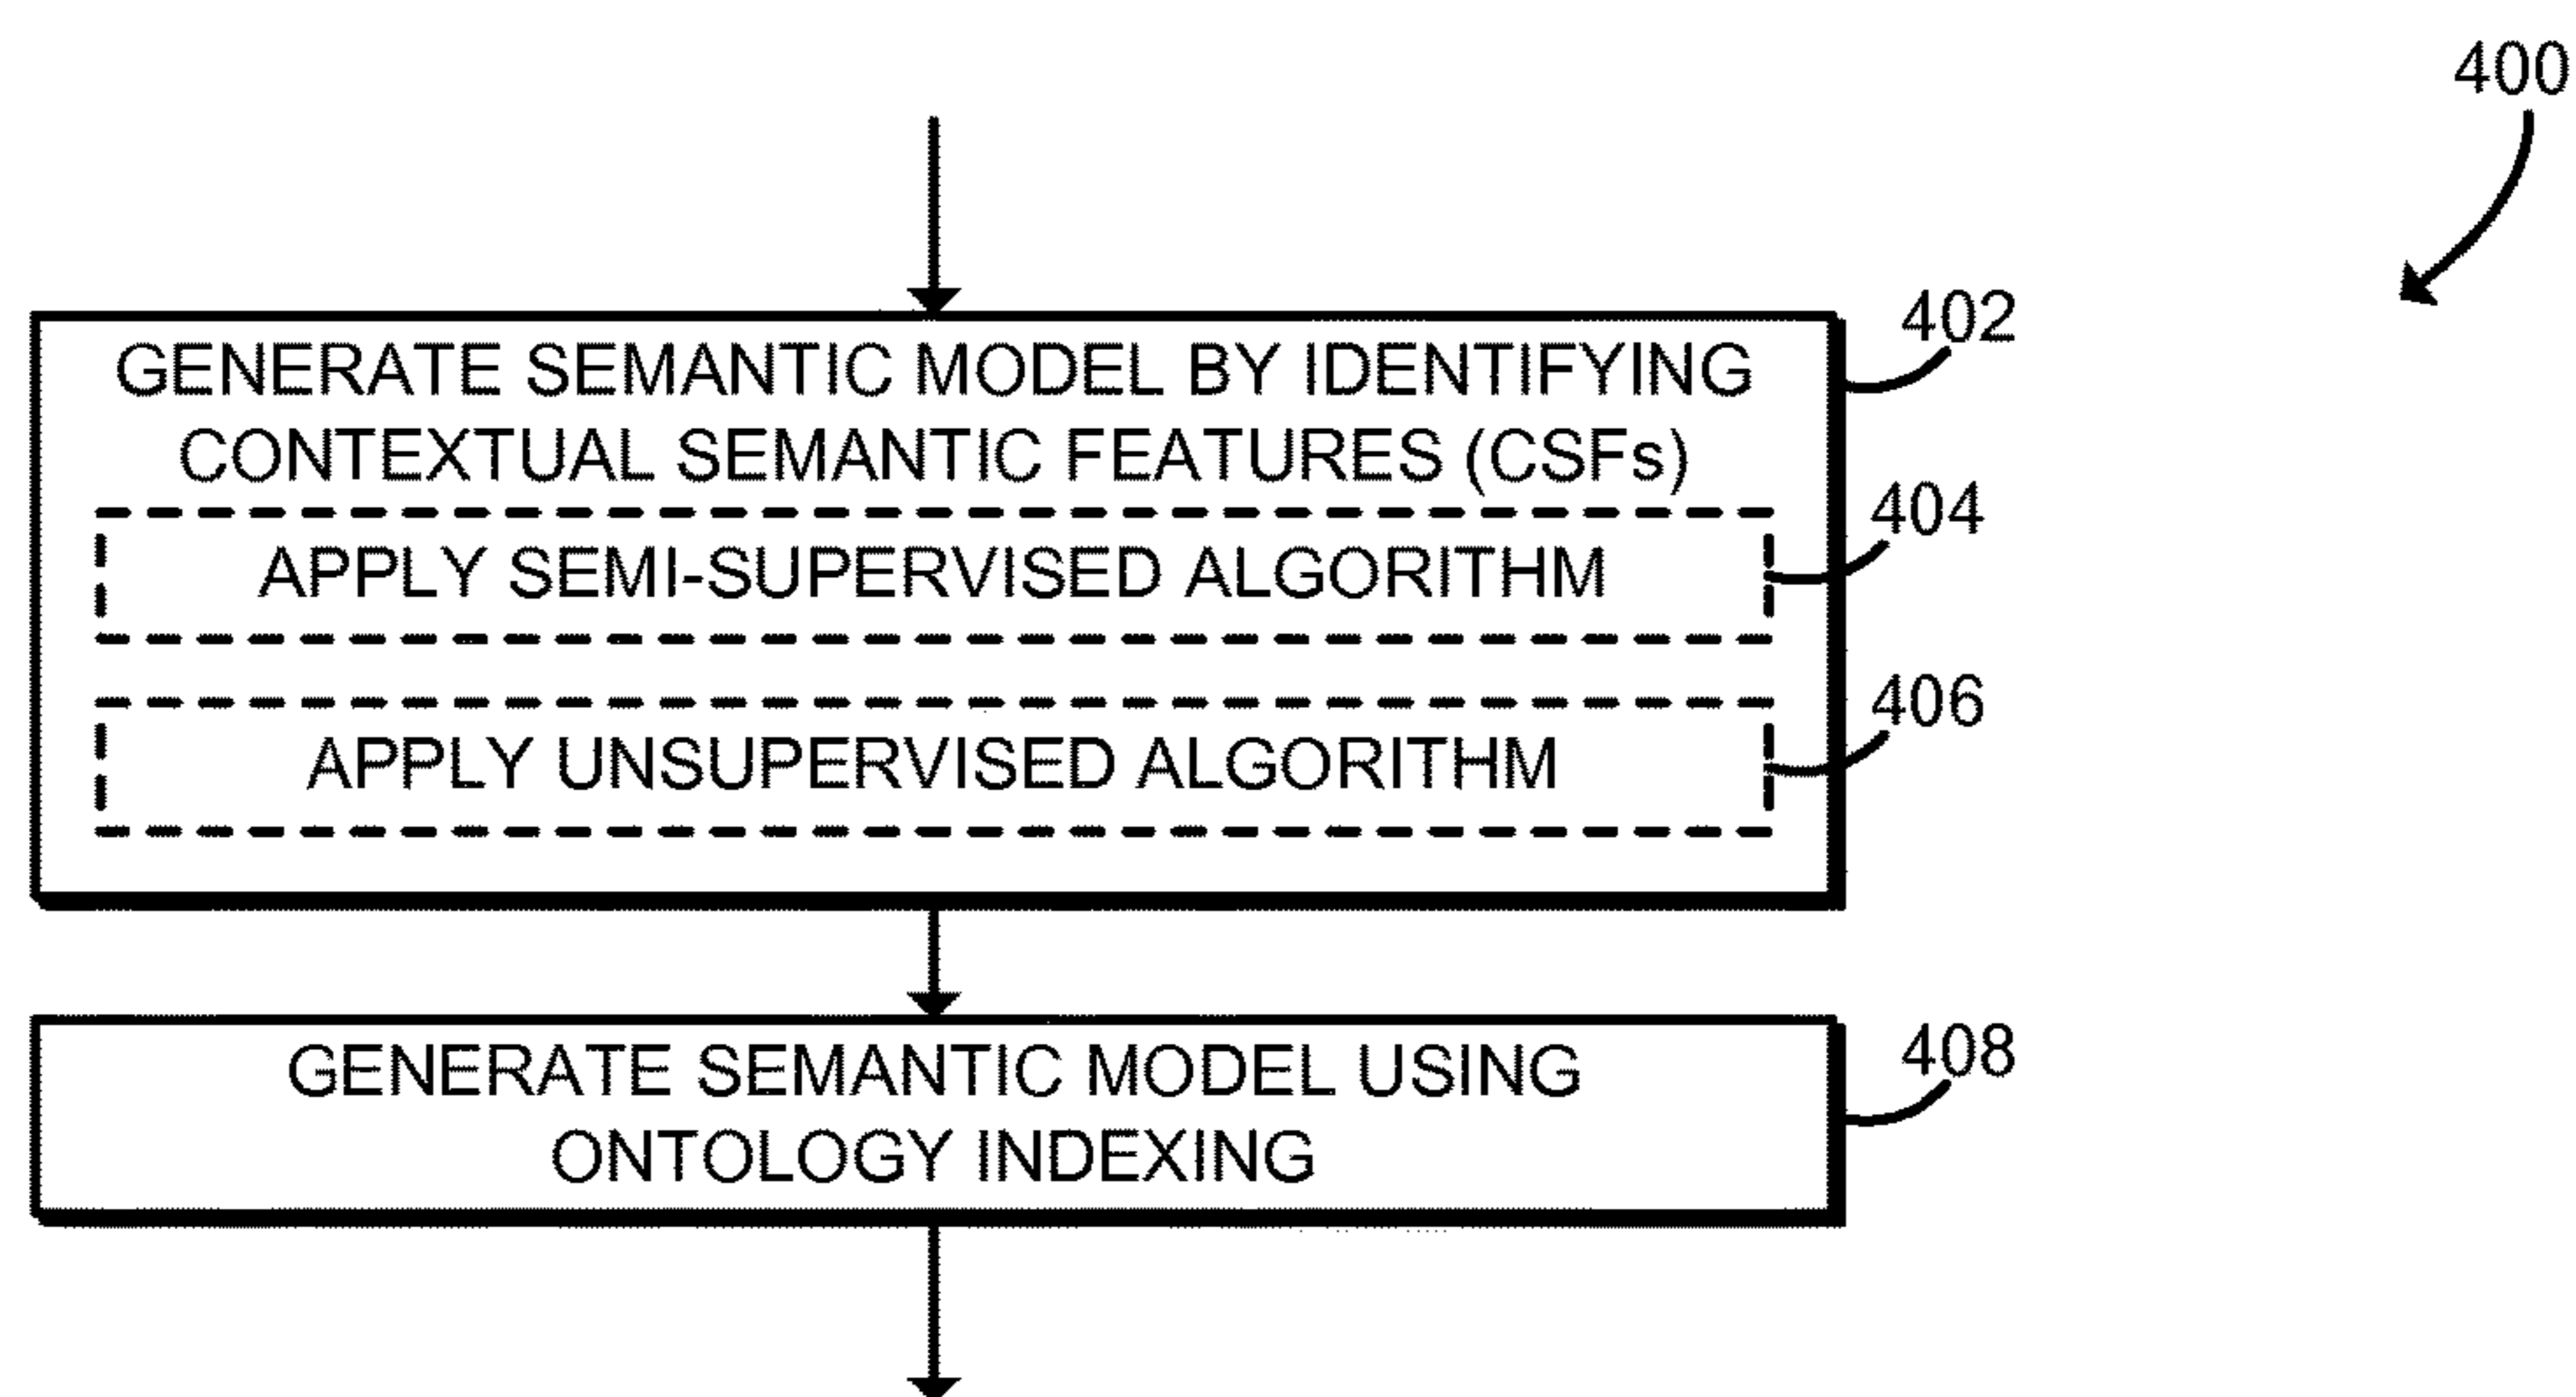 400
402
GENERATE SEMANTIC MODEL BY IDENTIFYING
CONTEXTUAL SEMANTIC FEATURES (CSFs)
404
APPLY SEMI-SUPERVISED ALGORITHM
406
APPLY UNSUPERVISED ALGORITHM
408
GENERATE SEMANTIC MODEL USING
ONTOLOGY INDEXING